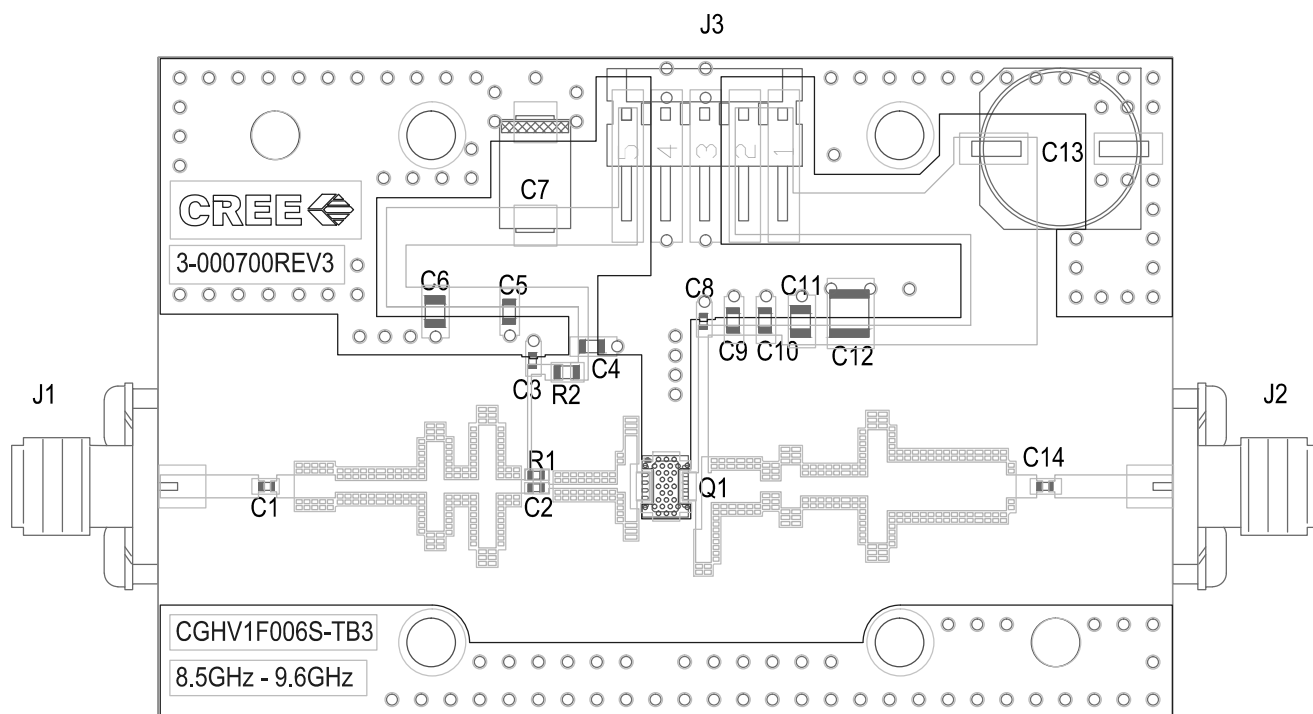 J3
5 4 3 2 1
C13
C7
CREE
3-000700REV3
C6 C5 C8 C11
C9 C10 C12
C4
C3
R2
J1
J2
R1
Q1
C14
C1
C2
CGHV1F006S-TB3
8.5GHz - 9.6GHz